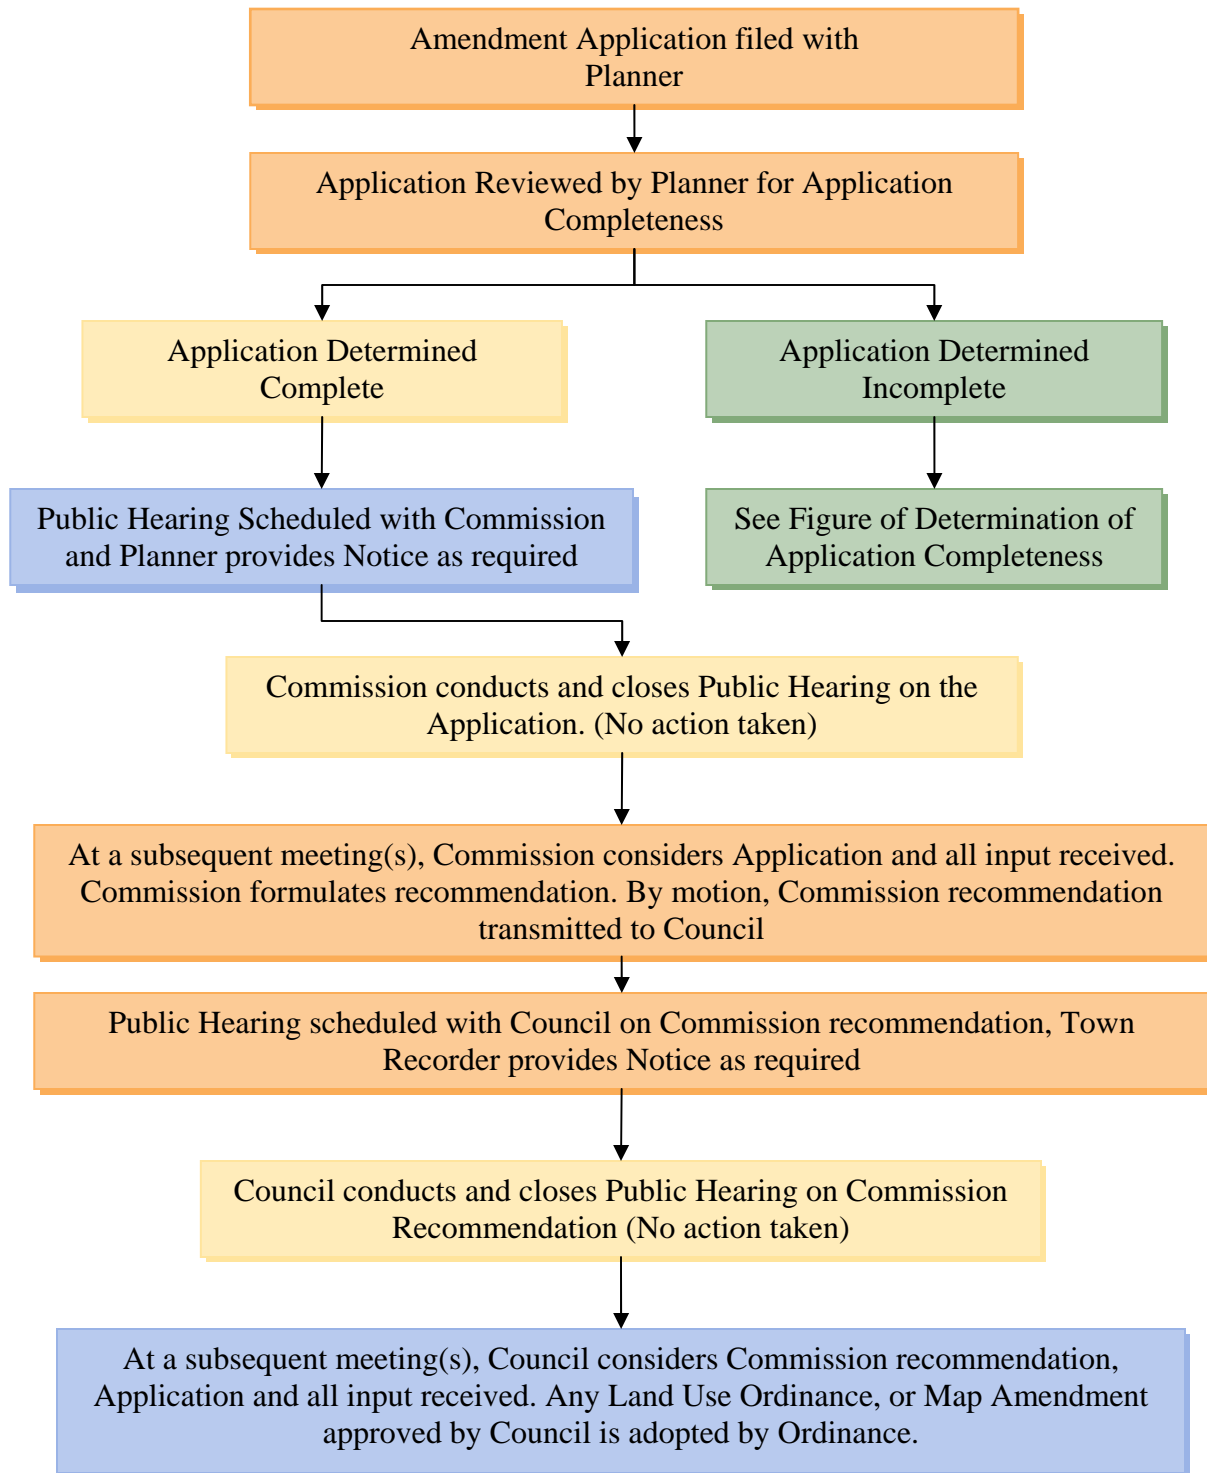 Amendment Application filed with
Planner
Application Reviewed by Planner for Application
Completeness
Application Determined
Complete
Application Determined
Incomplete
Public Hearing Scheduled with Commission
and Planner provides Notice as required
See Figure of Determination of
Application Completeness
Commission conducts and closes Public Hearing on the
Application. (No action taken)
At a subsequent meeting(s), Commission considers Application and all input received.
Commission formulates recommendation. By motion, Commission recommendation
transmitted to Council
Public Hearing scheduled with Council on Commission recommendation, Town
Recorder provides Notice as required
Council conducts and closes Public Hearing on Commission
Recommendation (No action taken)
At a subsequent meeting(s), Council considers Commission recommendation,
Application and all input received. Any Land Use Ordinance, or Map Amendment
approved by Council is adopted by Ordinance.